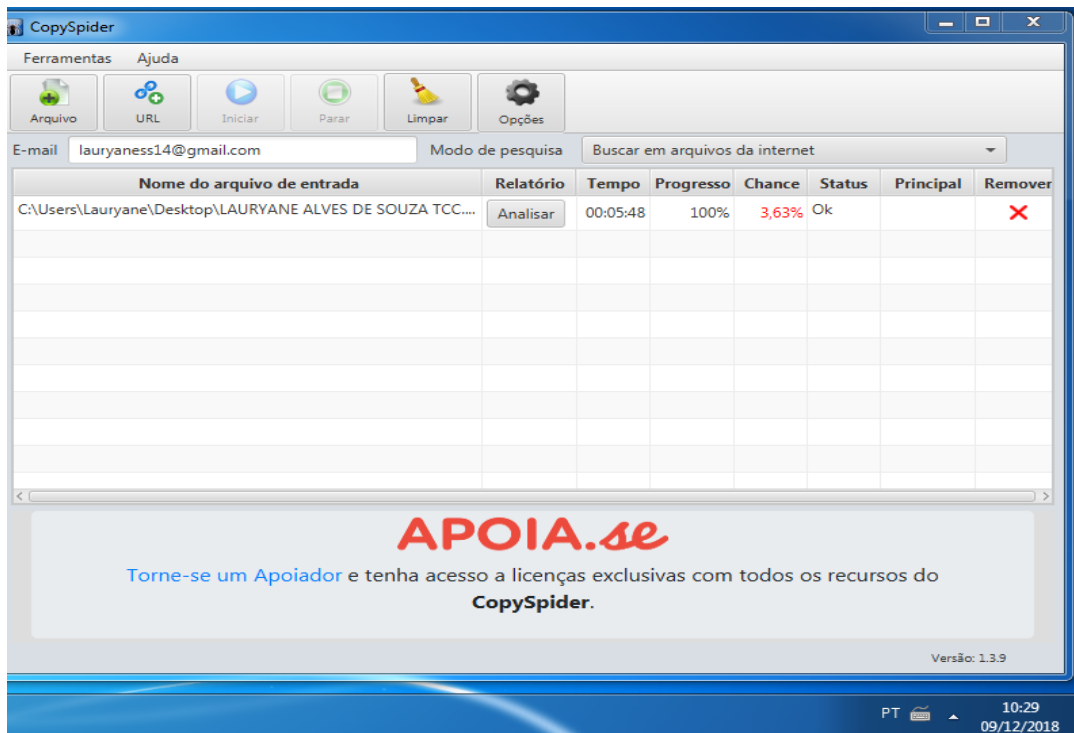 CopySpider
Ferramentas Ajuda
Arquivo URL Iniciar Parar Limpar Opções
E-mail lauryaness14@gmail.com Modo de pesquisa Buscar em arquivos da internet
Nome do arquivo de entrada Relatório Tempo Progresso Chance Status Principal Remover
C:\Users\Lauryane\Desktop\LAURYANE ALVES DE SOUZA TCC.... Analisar 00:05:48 100% 3,63% Ok
APOIA.se
Torne-se um Apoiador e tenha acesso a licenças exclusivas com todos os recursos do
CopySpider.
Versão: 1.3.9
PT 10:29
09/12/2018